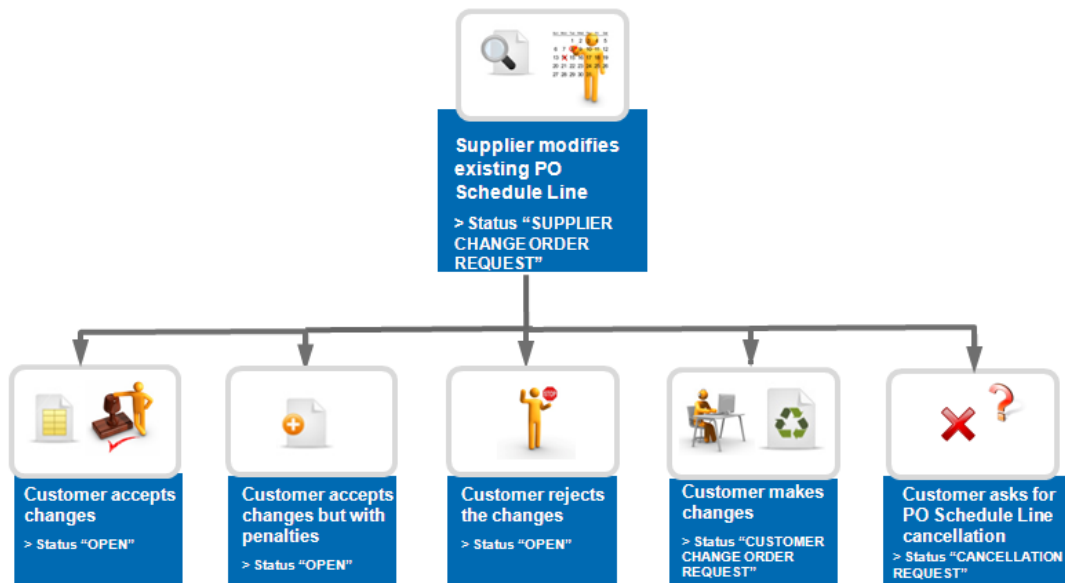 Supplier modifies
existing PO
Schedule Line
> Status “SUPPLIER
CHANGE ORDER
REQUEST”
STOP
Customer accepts
changes
> Status “OPEN”
Customer accepts
changes but with
penalties
> Status “OPEN”
Customer rejects
the changes
> Status “OPEN”
Customer makes
changes
> Status “CUSTOMER
CHANGE ORDER
REQUEST”
Customer asks for
PO Schedule Line
cancellation
> Status “CANCELLATION
REQUEST”